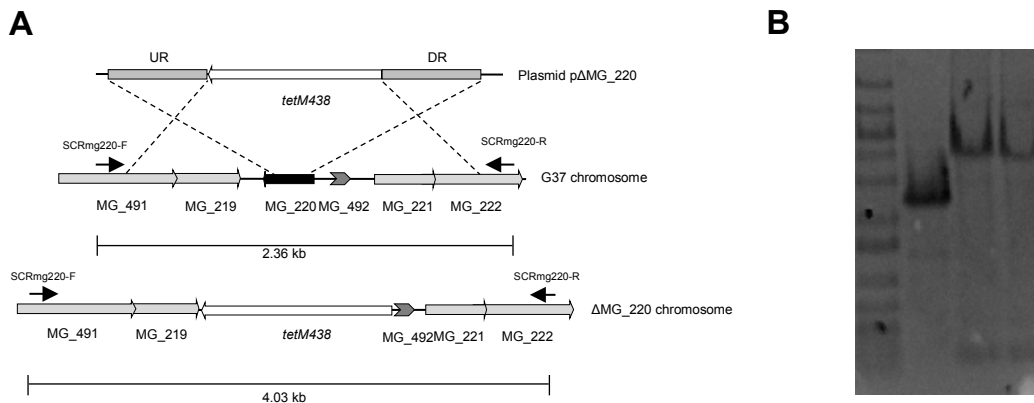 A
B
UR DR
Plasmid pΔMG_220
tetM438
SCRmg220-F SCRmg220-R
G37 chromosome
MG_491 MG_219 MG_220 MG_492 MG_221 MG_222
2.36 kb
SCRmg220-F SCRmg220-R
ΔMG_220 chromosome
MG_491 MG_219 tetM438 MG_492 MG_221 MG_222
4.03 kb